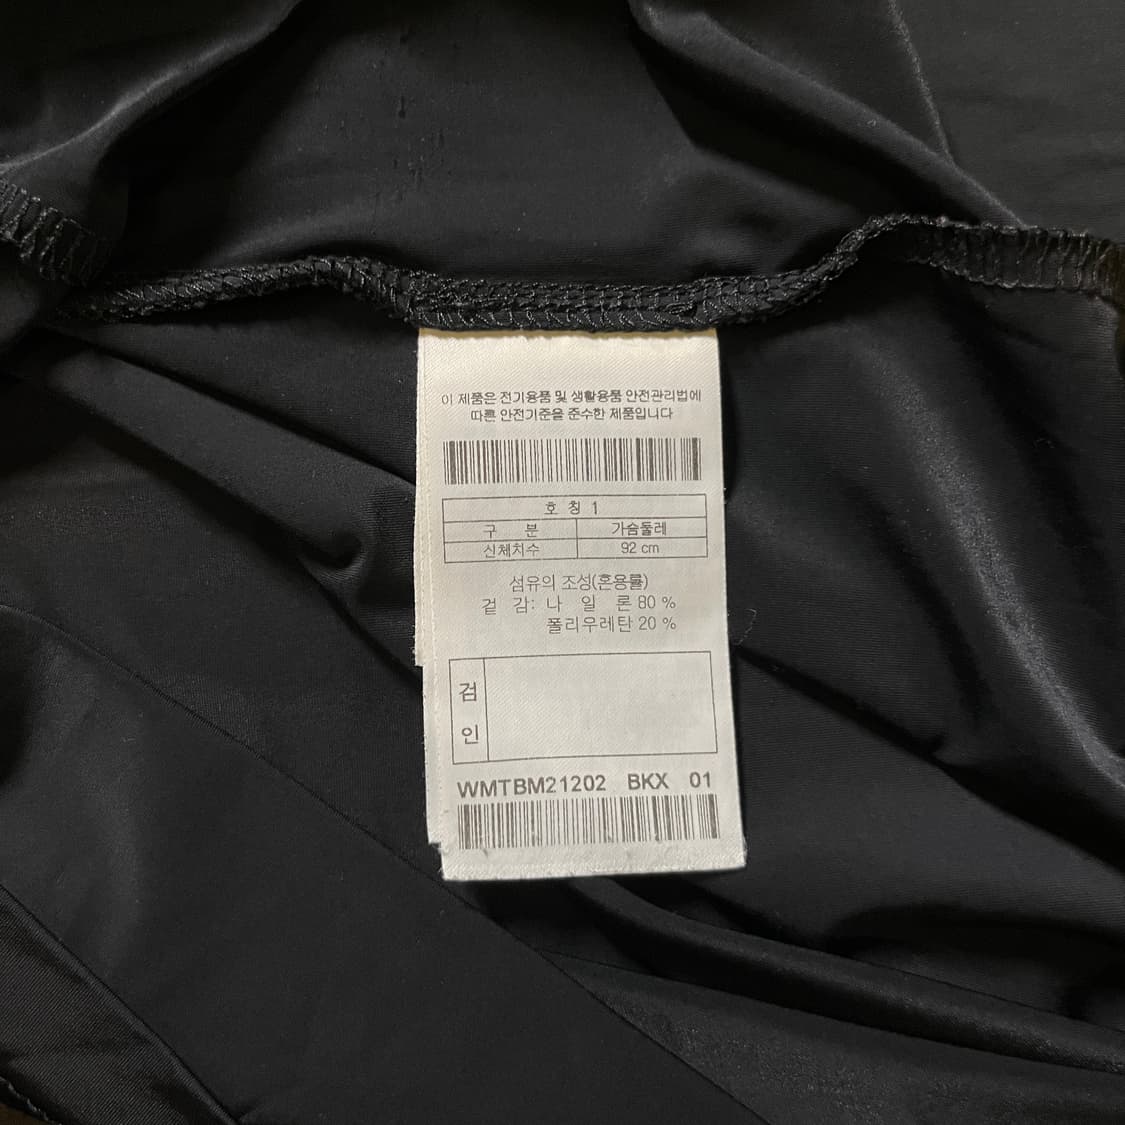 이 제품은 전기용품 및 생활용품 안전관리법에
따른 안전기준을 준수한 제품입니다
호 칭 1
구 분 가슴둘레
신체치수 92 cm
섬유의 조성(혼용률)
겉 감: 나 일 론 80 %
폴리우레탄 20 %
검
인
WMTBM21202 BKX 01